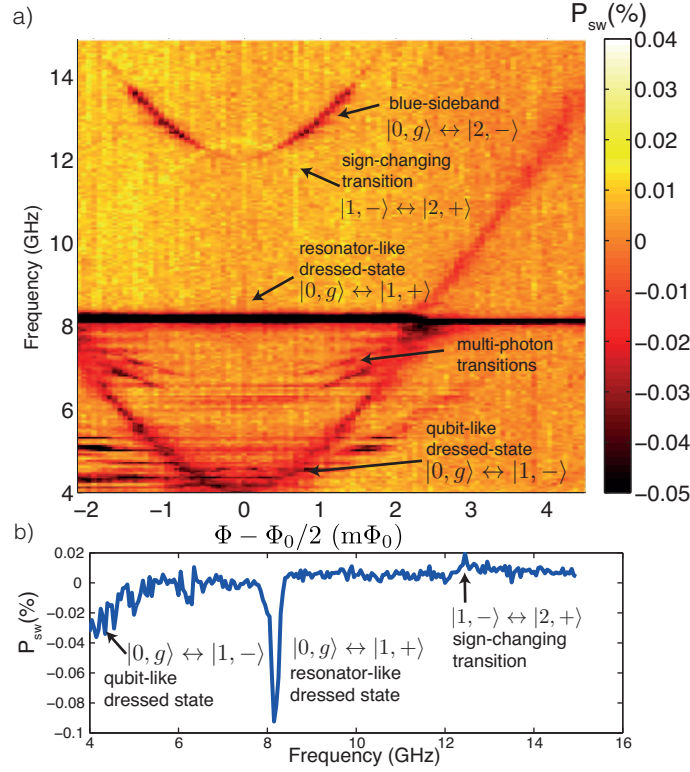 a)
P_sw(%)
14
12
10
8
6
4
Frequency (GHz)
blue-sideband
|0, g⟩ ↔ |2, −⟩
sign-changing
transition
|1, −⟩ ↔ |2, +⟩
resonator-like
dressed-state
|0, g⟩ ↔ |1, +⟩
multi-photon
transitions
qubit-like
dressed-state
|0, g⟩ ↔ |1, −⟩
−2 −1 0 1 2 3 4
Φ − Φ₀/2 (mΦ₀)
0.04
0.03
0.02
0.01
0
−0.01
−0.02
−0.03
−0.04
−0.05
b)
0.02
0
−0.02
−0.04
−0.06
−0.08
−0.1
P_sw(%)
|0, g⟩ ↔ |1, −⟩
qubit-like
dressed state
|0, g⟩ ↔ |1, +⟩
resonator-like
dressed state
|1, −⟩ ↔ |2, +⟩
sign-changing
transition
4 6 8 10 12 14 16
Frequency (GHz)